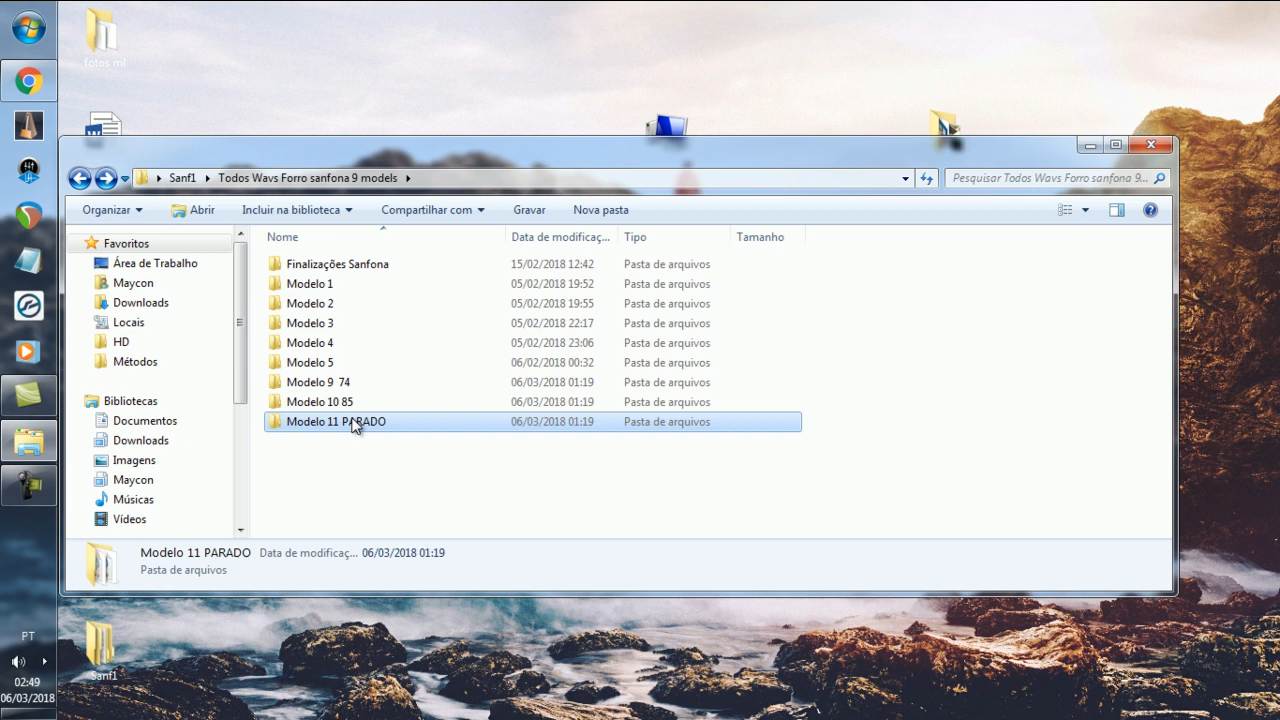 fotos ml
Sanf1 Todos Wavs Forro sanfona 9 models
Pesquisar Todos Wavs Forro sanfona 9...
Organizar Abrir Incluir na biblioteca Compartilhar com Gravar Nova pasta
Nome Data de modificaç... Tipo Tamanho
Favoritos
Área de Trabalho
Maycon
Downloads
Locais
HD
Métodos
Bibliotecas
Documentos
Downloads
Imagens
Maycon
Músicas
Vídeos
Finalizações Sanfona 15/02/2018 12:42 Pasta de arquivos
Modelo 1 05/02/2018 19:52 Pasta de arquivos
Modelo 2 05/02/2018 19:55 Pasta de arquivos
Modelo 3 05/02/2018 22:17 Pasta de arquivos
Modelo 4 05/02/2018 23:06 Pasta de arquivos
Modelo 5 06/02/2018 00:32 Pasta de arquivos
Modelo 9 74 06/03/2018 01:19 Pasta de arquivos
Modelo 10 85 06/03/2018 01:19 Pasta de arquivos
Modelo 11 PARADO 06/03/2018 01:19 Pasta de arquivos
Modelo 11 PARADO Data de modificaç... 06/03/2018 01:19
Pasta de arquivos
Sanf1
PT
02:49
06/03/2018